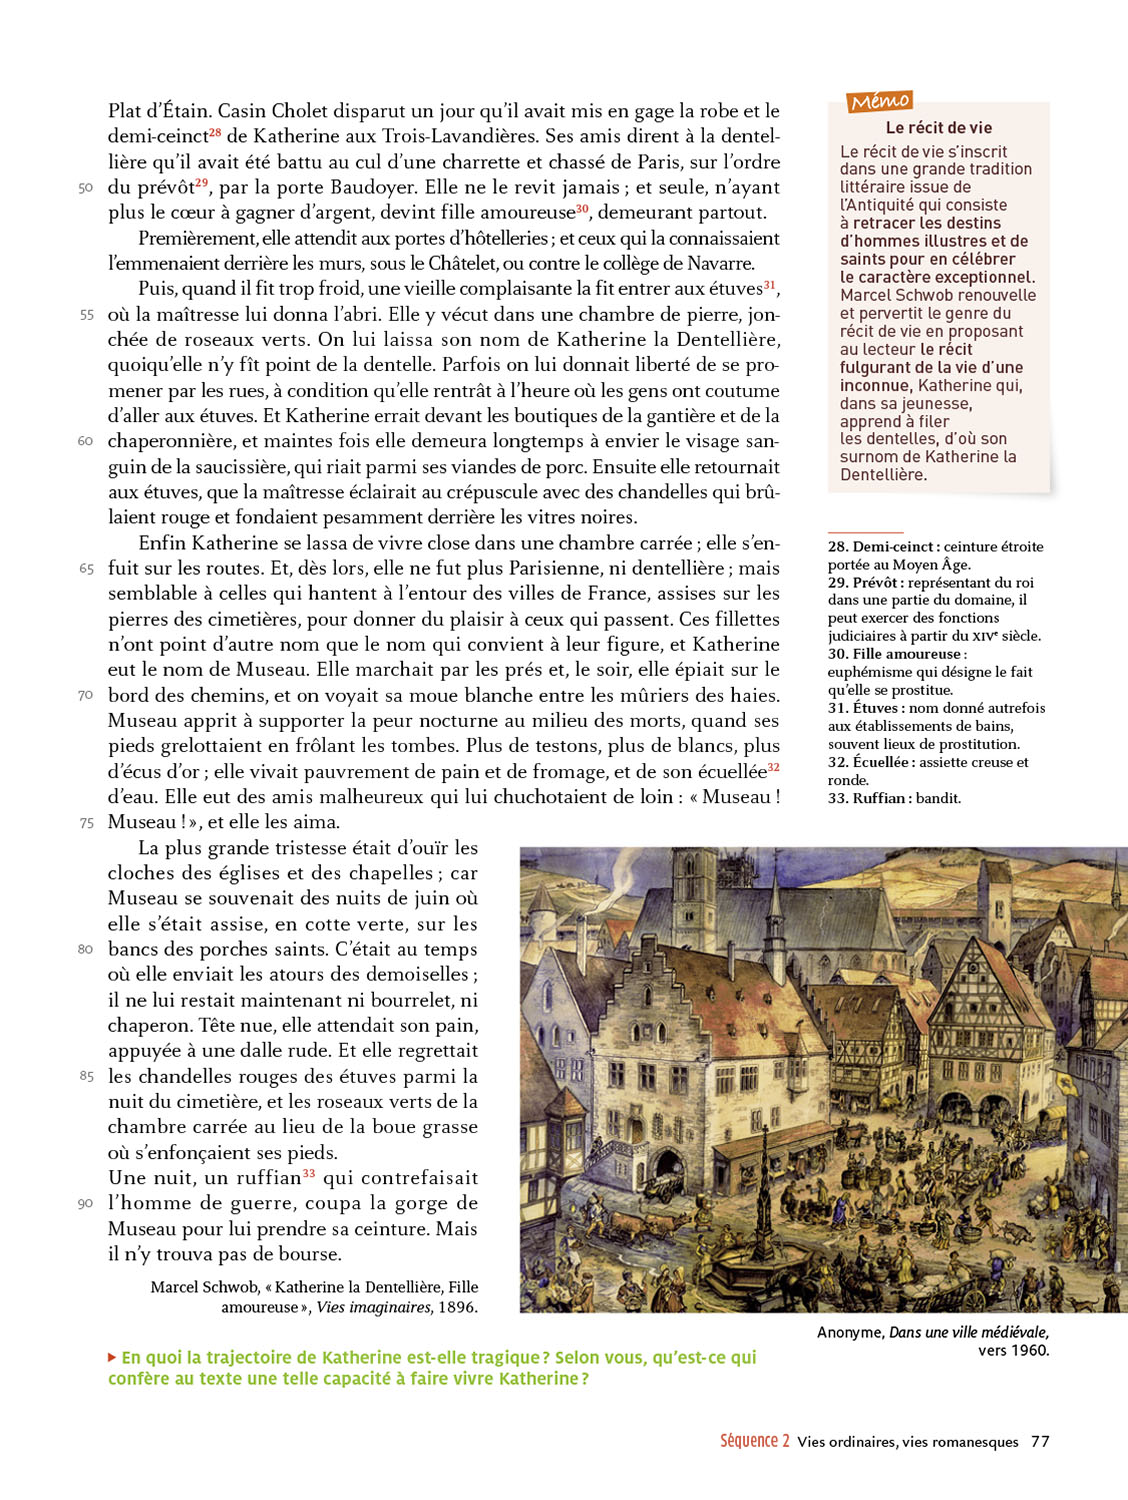 Plat d’Étain. Casin Cholet disparut un jour qu’il avait mis en gage la robe et le
demi-ceinct28 de Katherine aux Trois-Lavandières. Ses amis dirent à la dentel-
lière qu’il avait été battu au cul d’une charrette et chassé de Paris, sur l’ordre
50 du prévôt29, par la porte Baudoyer. Elle ne le revit jamais ; et seule, n’ayant
plus le cœur à gagner d’argent, devint fille amoureuse30, demeurant partout.
Premièrement, elle attendit aux portes d’hôtelleries ; et ceux qui la connaissaient
l’emmenaient derrière les murs, sous le Châtelet, ou contre le collège de Navarre.
Puis, quand il fit trop froid, une vieille complaisante la fit entrer aux étuves31,
55 où la maîtresse lui donna l’abri. Elle y vécut dans une chambre de pierre, jon-
chée de roseaux verts. On lui laissa son nom de Katherine la Dentellière,
quoiqu’elle n’y fît point de la dentelle. Parfois on lui donnait liberté de se pro-
mener par les rues, à condition qu’elle rentrât à l’heure où les gens ont coutume
d’aller aux étuves. Et Katherine errait devant les boutiques de la gantière et de la
60 chaperonnière, et maintes fois elle demeura longtemps à envier le visage san-
guin de la saucissière, qui riait parmi ses viandes de porc. Ensuite elle retournait
aux étuves, que la maîtresse éclairait au crépuscule avec des chandelles qui brû-
laient rouge et fondaient pesamment derrière les vitres noires.
Enfin Katherine se lassa de vivre close dans une chambre carrée ; elle s’en-
65 fuit sur les routes. Et, dès lors, elle ne fut plus Parisienne, ni dentellière ; mais
semblable à celles qui hantent à l’entour des villes de France, assises sur les
pierres des cimetières, pour donner du plaisir à ceux qui passent. Ces fillettes
n’ont point d’autre nom que le nom qui convient à leur figure, et Katherine
eut le nom de Museau. Elle marchait par les prés et, le soir, elle épiait sur le
70 bord des chemins, et on voyait sa moue blanche entre les mûriers des haies.
Museau apprit à supporter la peur nocturne au milieu des morts, quand ses
pieds grelottaient en frôlant les tombes. Plus de testons, plus de blancs, plus
d’écus d’or ; elle vivait pauvrement de pain et de fromage, et de son écuellée32
d’eau. Elle eut des amis malheureux qui lui chuchotaient de loin : « Museau !
75 Museau ! », et elle les aima.
La plus grande tristesse était d’ouïr les
cloches des églises et des chapelles ; car
Museau se souvenait des nuits de juin où
elle s’était assise, en cotte verte, sur les
80 bancs des porches saints. C’était au temps
où elle enviait les atours des demoiselles ;
il ne lui restait maintenant ni bourrelet, ni
chaperon. Tête nue, elle attendait son pain,
appuyée à une dalle rude. Et elle regrettait
85 les chandelles rouges des étuves parmi la
nuit du cimetière, et les roseaux verts de la
chambre carrée au lieu de la boue grasse
où s’enfonçaient ses pieds.
Une nuit, un ruffian33 qui contrefaisait
90 l’homme de guerre, coupa la gorge de
Museau pour lui prendre sa ceinture. Mais
il n’y trouva pas de bourse.
Marcel Schwob, « Katherine la Dentellière, Fille
amoureuse », Vies imaginaires, 1896.
▸ En quoi la trajectoire de Katherine est-elle tragique ? Selon vous, qu’est-ce qui
confère au texte une telle capacité à faire vivre Katherine ?
Mémo
Le récit de vie
Le récit de vie s’inscrit
dans une grande tradition
littéraire issue de
l’Antiquité qui consiste
à retracer les destins
d’hommes illustres et de
saints pour en célébrer
le caractère exceptionnel.
Marcel Schwob renouvelle
et pervertit le genre du
récit de vie en proposant
au lecteur le récit
fulgurant de la vie d’une
inconnue, Katherine qui,
dans sa jeunesse,
apprend à filer
les dentelles, d’où son
surnom de Katherine la
Dentellière.
28. Demi-ceinct : ceinture étroite
portée au Moyen Âge.
29. Prévôt : représentant du roi
dans une partie du domaine, il
peut exercer des fonctions
judiciaires à partir du XIVe siècle.
30. Fille amoureuse :
euphémisme qui désigne le fait
qu’elle se prostitue.
31. Étuves : nom donné autrefois
aux établissements de bains,
souvent lieux de prostitution.
32. Écuellée : assiette creuse et
ronde.
33. Ruffian : bandit.
Anonyme, Dans une ville médiévale,
vers 1960.
Séquence 2 Vies ordinaires, vies romanesques 77